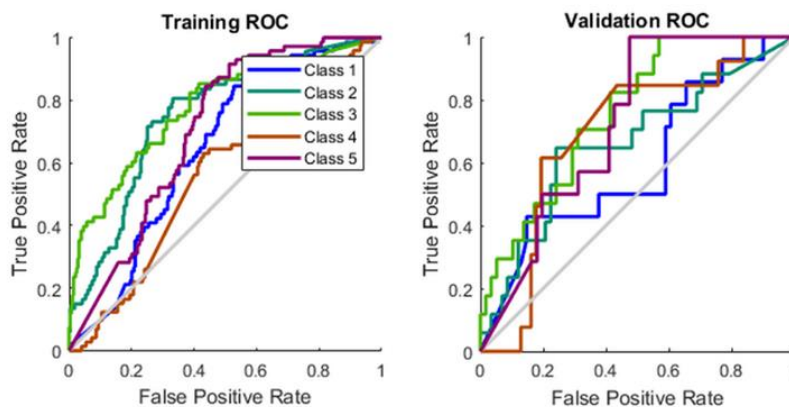 Training ROC
True Positive Rate
1
0.8
0.6
0.4
0.2
0
0 0.2 0.4 0.6 0.8 1
False Positive Rate
Class 1
Class 2
Class 3
Class 4
Class 5
Validation ROC
True Positive Rate
1
0.8
0.6
0.4
0.2
0
0 0.2 0.4 0.6 0.8
False Positive Rate